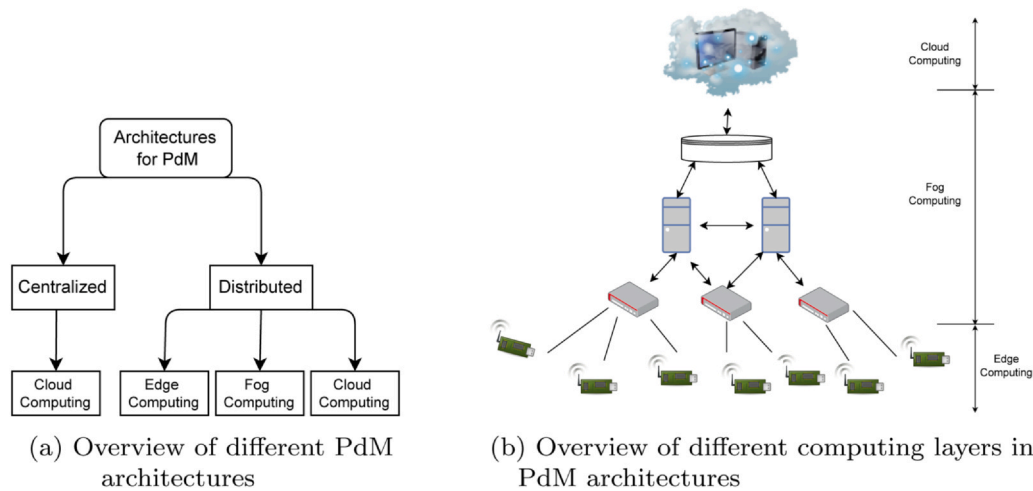 Architectures
for PdM
Centralized
Distributed
Cloud
Computing
Edge
Computing
Fog
Computing
Cloud
Computing
(a) Overview of different PdM
architectures
Cloud
Computing
Fog
Computing
Edge
Computing
(b) Overview of different computing layers in
PdM architectures